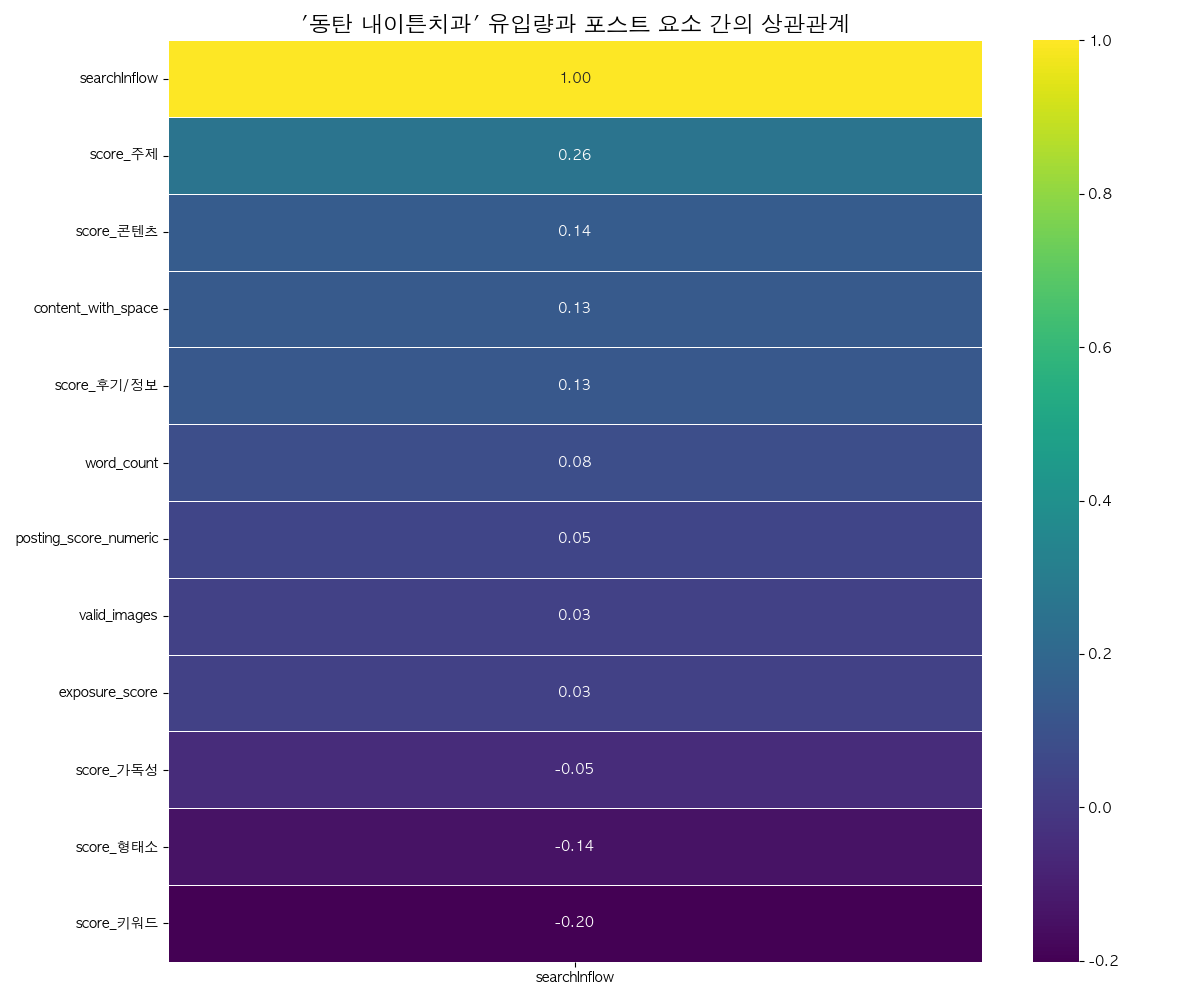 '동탄 내이튼치과' 유입량과 포스트 요소 간의 상관관계
searchInflow
1.00
score_주제
0.26
score_콘텐츠
0.14
content_with_space
0.13
score_후기/정보
0.13
word_count
0.08
posting_score_numeric
0.05
valid_images
0.03
exposure_score
0.03
score_가독성
-0.05
score_형태소
-0.14
score_키워드
-0.20
searchInflow
1.0
0.8
0.6
0.4
0.2
0.0
-0.2